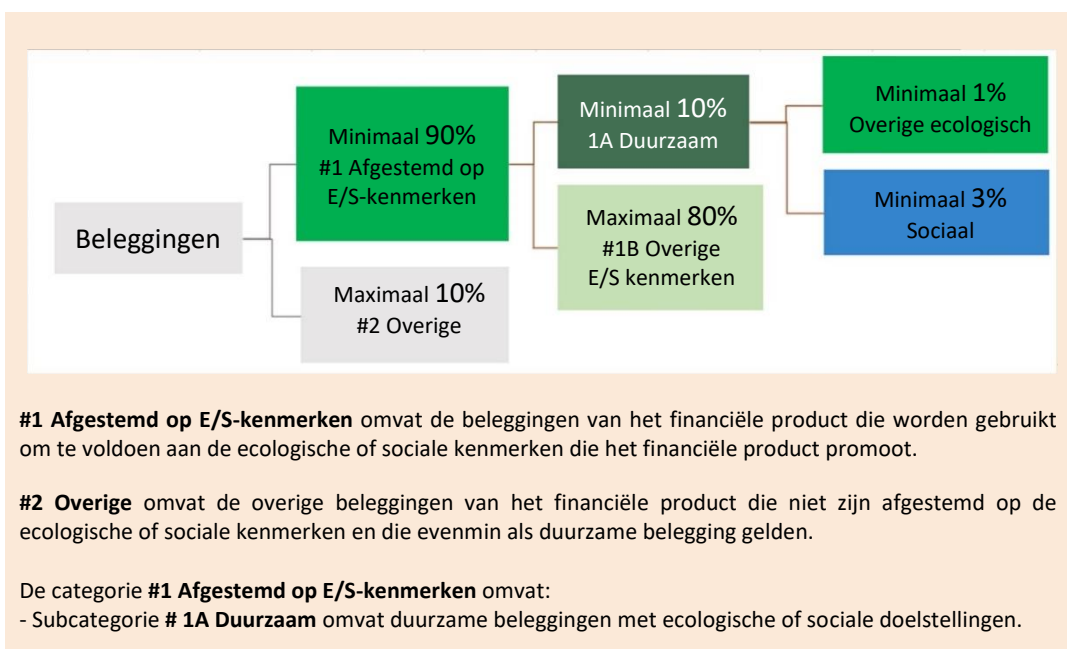 Beleggingen
Minimaal 90%
#1 Afgestemd op
E/S-kenmerken
Maximaal 10%
#2 Overige
Minimaal 10%
1A Duurzaam
Maximaal 80%
#1B Overige
E/S kenmerken
Minimaal 1%
Overige ecologisch
Minimaal 3%
Sociaal
#1 Afgestemd op E/S-kenmerken omvat de beleggingen van het financiële product die worden gebruikt
om te voldoen aan de ecologische of sociale kenmerken die het financiële product promoot.
#2 Overige omvat de overige beleggingen van het financiële product die niet zijn afgestemd op de
ecologische of sociale kenmerken en die evenmin als duurzame belegging gelden.
De categorie #1 Afgestemd op E/S-kenmerken omvat:
- Subcategorie # 1A Duurzaam omvat duurzame beleggingen met ecologische of sociale doelstellingen.